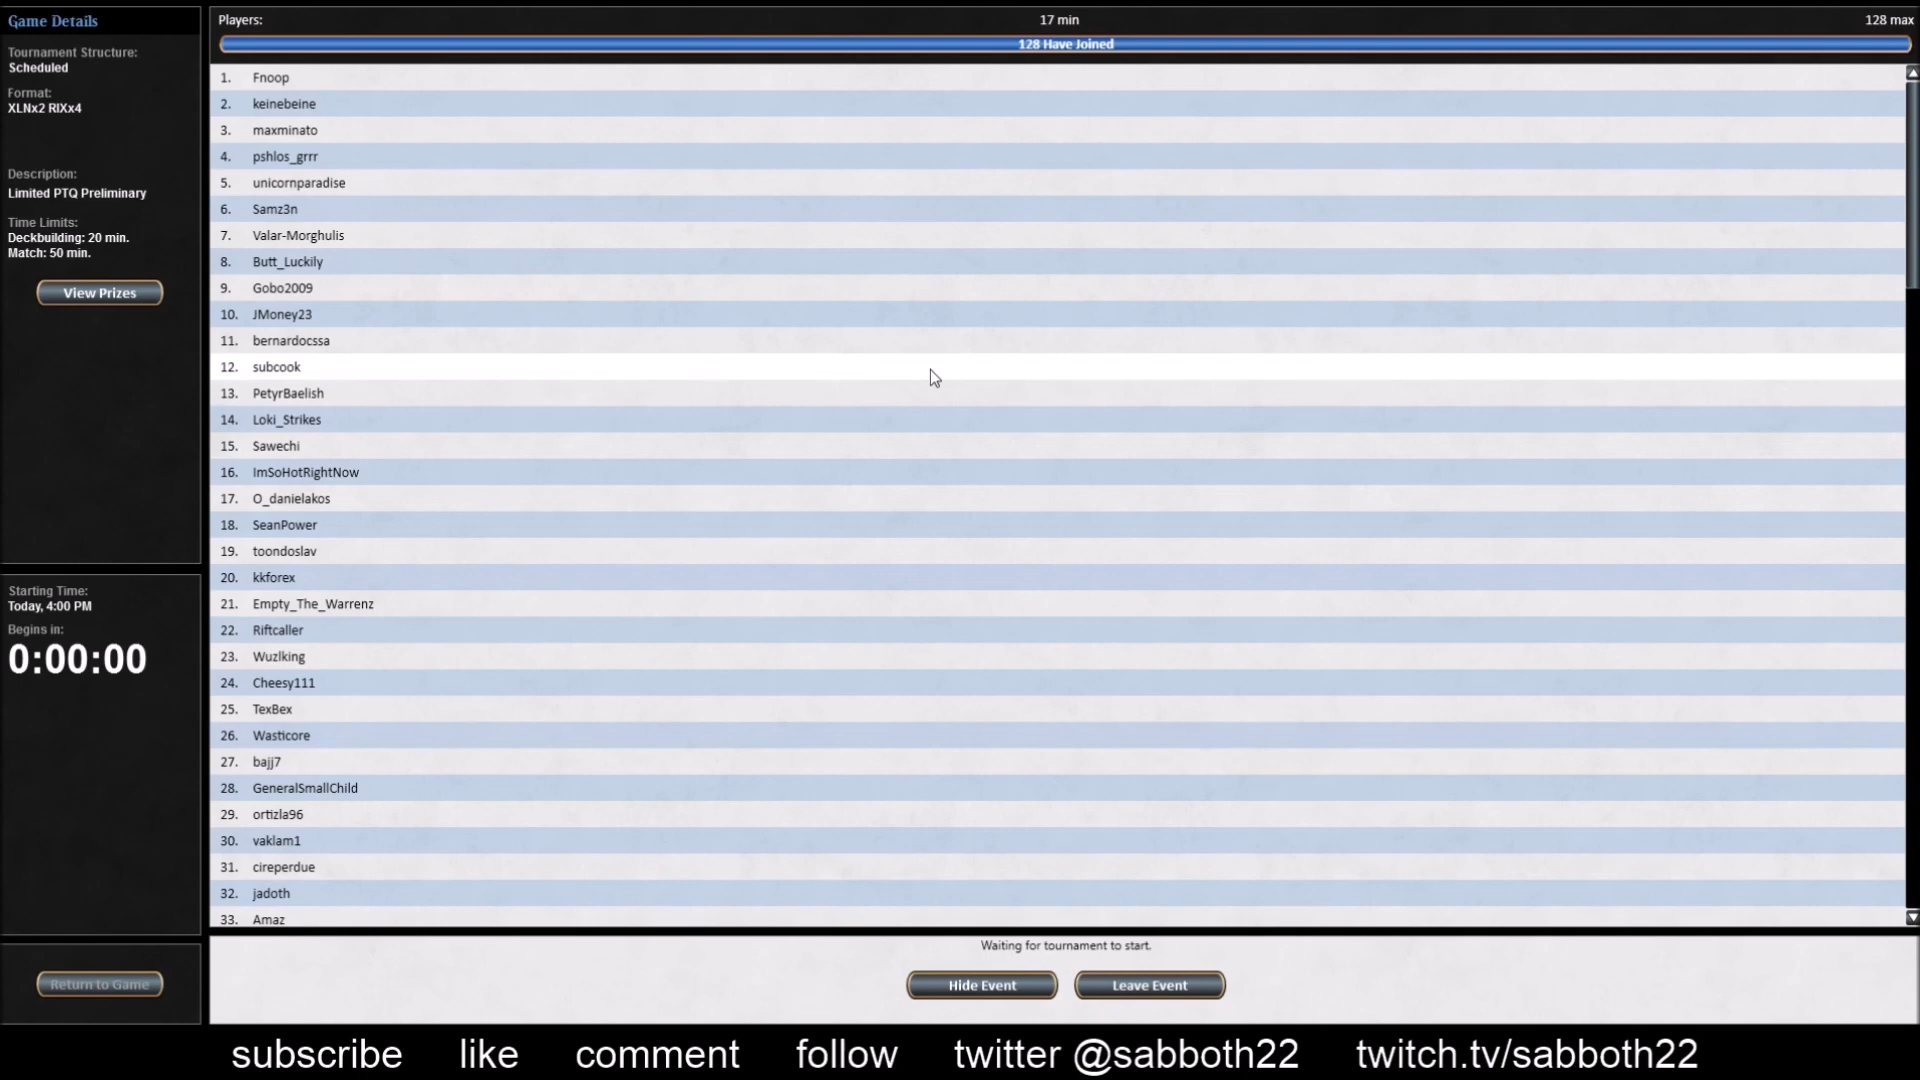 Game Details
Tournament Structure:
Scheduled
Format:
XLNx2 RIXx4
Description:
Limited PTQ Preliminary
Time Limits:
Deckbuilding: 20 min.
Match: 50 min.
View Prizes
Starting Time:
Today, 4:00 PM
Begins in:
0:00:00
Return to Game
Players: 17 min 128 max
128 Have Joined
1. Fnoop
2. keinebeine
3. maxminato
4. pshlos_grrr
5. unicornparadise
6. Samz3n
7. Valar-Morghulis
8. Butt_Luckily
9. Gobo2009
10. JMoney23
11. bernardocssa
12. subcook
13. PetyrBaelish
14. Loki_Strikes
15. Sawechi
16. ImSoHotRightNow
17. O_danielakos
18. SeanPower
19. toondoslav
20. kkforex
21. Empty_The_Warrenz
22. Riftcaller
23. Wuzlking
24. Cheesy111
25. TexBex
26. Wasticore
27. bajj7
28. GeneralSmallChild
29. ortizla96
30. vaklam1
31. cireperdue
32. jadoth
33. Amaz
Waiting for tournament to start.
Hide Event Leave Event
subscribe like comment follow twitter @sabboth22 twitch.tv/sabboth22